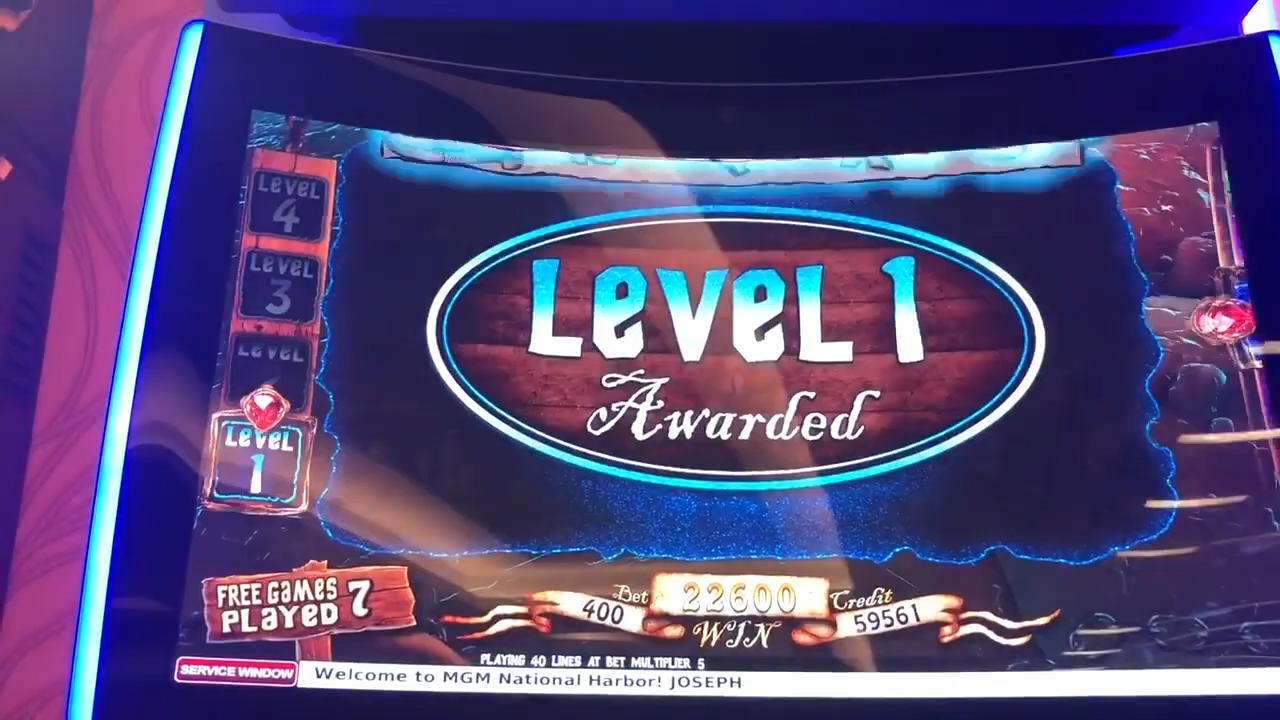 LEVEL
4
LEVEL
3
LEVEL
LEVEL
1
LEVEL 1
Awarded
FREE GAMES
PLAYED 7
Bet
400
22600
WIN
Credit
59561
PLAYING 40 LINES AT BET MULTIPLIER 5
SERVICE WINDOW
Welcome to MGM National Harbor! JOSEPH